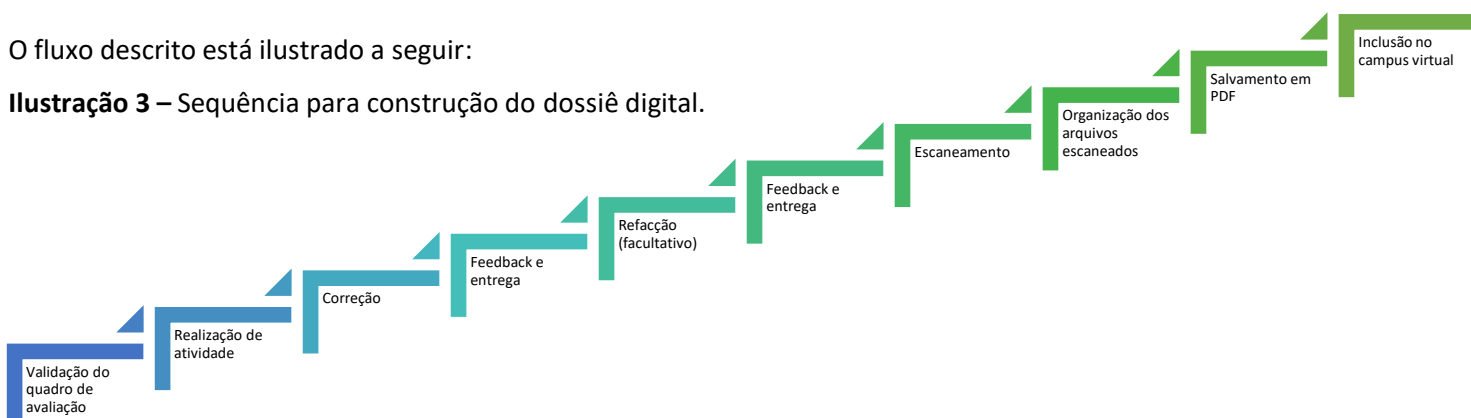 O fluxo descrito está ilustrado a seguir:
Ilustração 3 – Sequência para construção do dossiê digital.
Validação do
quadro de
avaliação
Realização de
atividade
Correção
Feedback e
entrega
Refacção
(facultativo)
Feedback e
entrega
Escaneamento
Organização dos
arquivos
escaneados
Salvamento em
PDF
Inclusão no
campus virtual